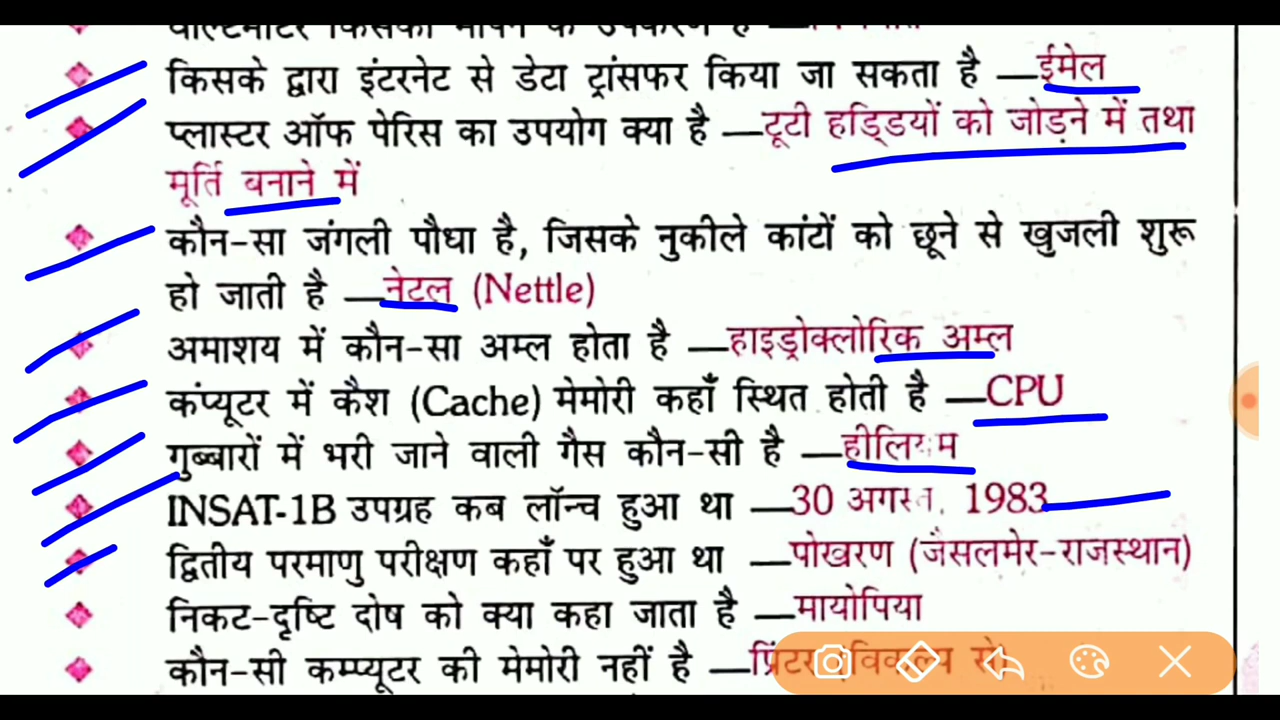 किसके द्वारा इंटरनेट से डेटा ट्रांसफर किया जा सकता है —ईमेल
प्लास्टर ऑफ पेरिस का उपयोग क्या है —टूटी हड्डियों को जोड़ने में तथा
मूर्ति बनाने में
कौन-सा जंगली पौधा है, जिसके नुकीले कांटों को छूने से खुजली शुरू
हो जाती है —नेटल (Nettle)
अमाशय में कौन-सा अम्ल होता है —हाइड्रोक्लोरिक अम्ल
कंप्यूटर में कैश (Cache) मेमोरी कहाँ स्थित होती है —CPU
गुब्बारों में भरी जाने वाली गैस कौन-सी है —हीलियम
INSAT-1B उपग्रह कब लॉन्च हुआ था —30 अगस्त, 1983
द्वितीय परमाणु परीक्षण कहाँ पर हुआ था —पोखरण (जैसलमेर-राजस्थान)
निकट-दृष्टि दोष को क्या कहा जाता है —मायोपिया
कौन-सी कम्प्यूटर की मेमोरी नहीं है —प्रिंटर